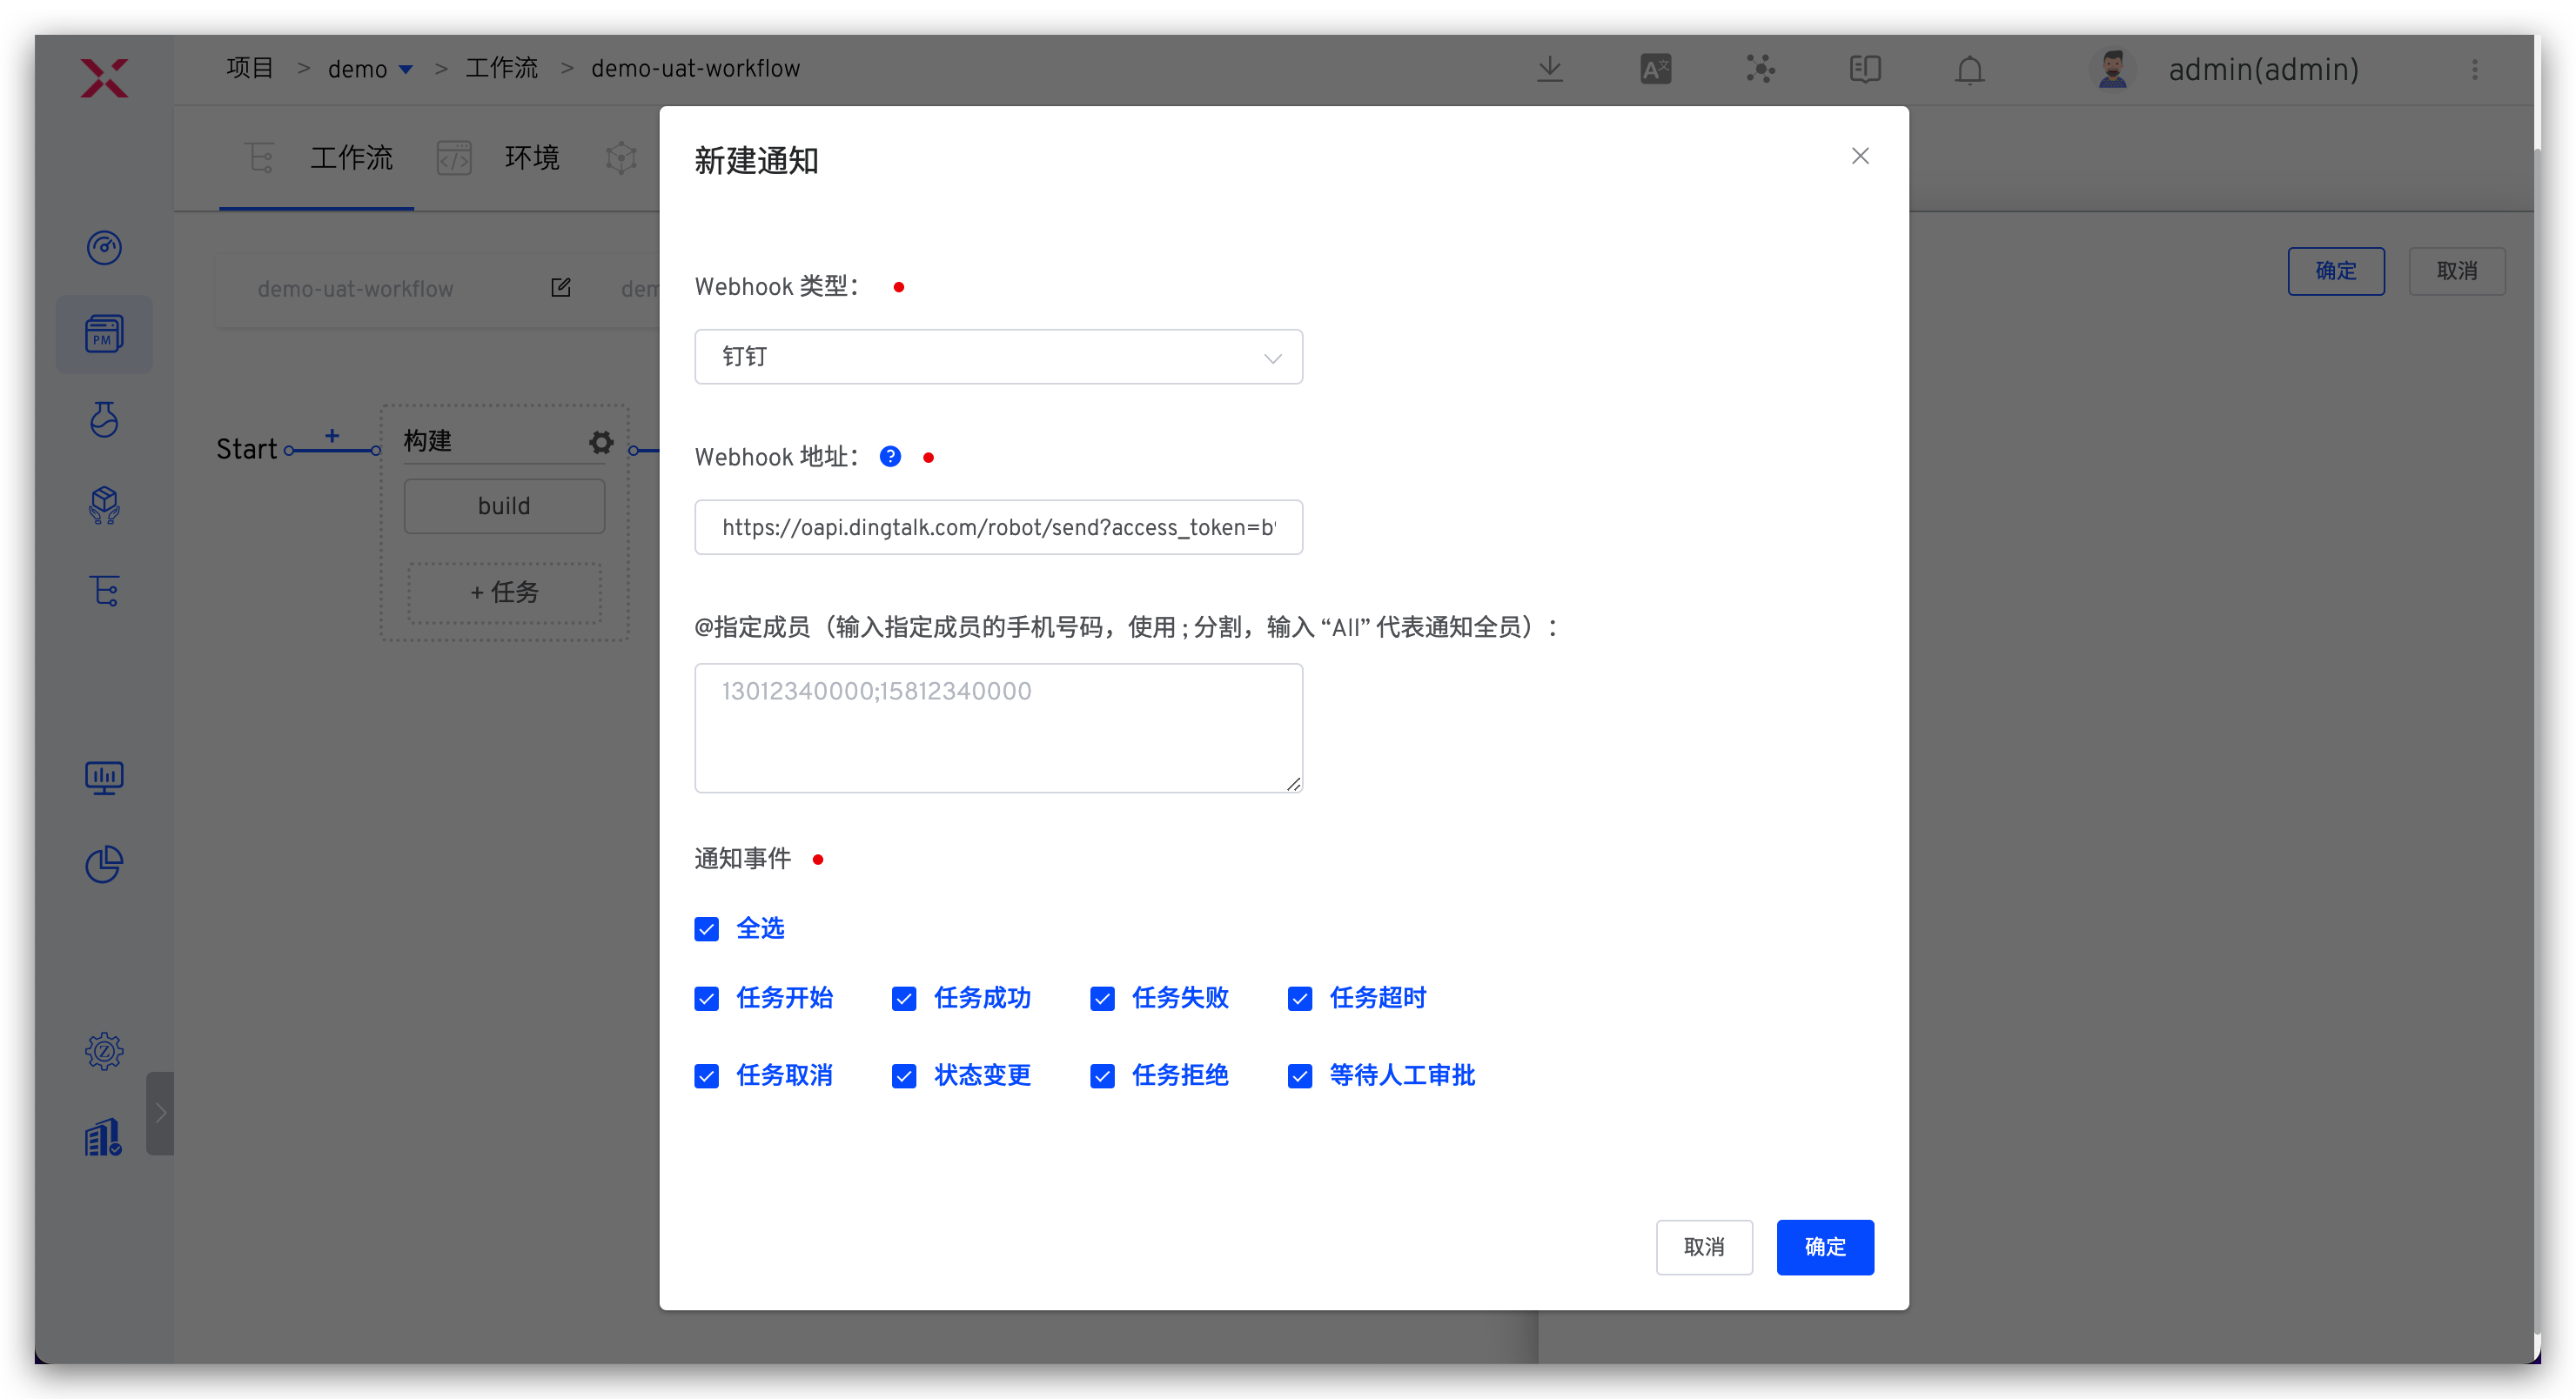 项目 > demo > 工作流 > demo-uat-workflow
admin(admin)
工作流
环境
demo-uat-workflow
dem
确定
取消
PM
Start
构建
build
+ 任务
新建通知
Webhook 类型：
钉钉
Webhook 地址：
https://oapi.dingtalk.com/robot/send?access_token=b
@指定成员（输入指定成员的手机号码，使用 ; 分割，输入 “All” 代表通知全员）：
13012340000;15812340000
通知事件
全选
任务开始 任务成功 任务失败 任务超时
任务取消 状态变更 任务拒绝 等待人工审批
取消 确定